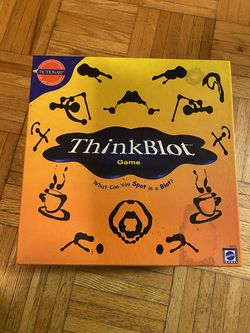 PICTIONARY
ThinkBlot
Game
What Can You Spot in a Blot?